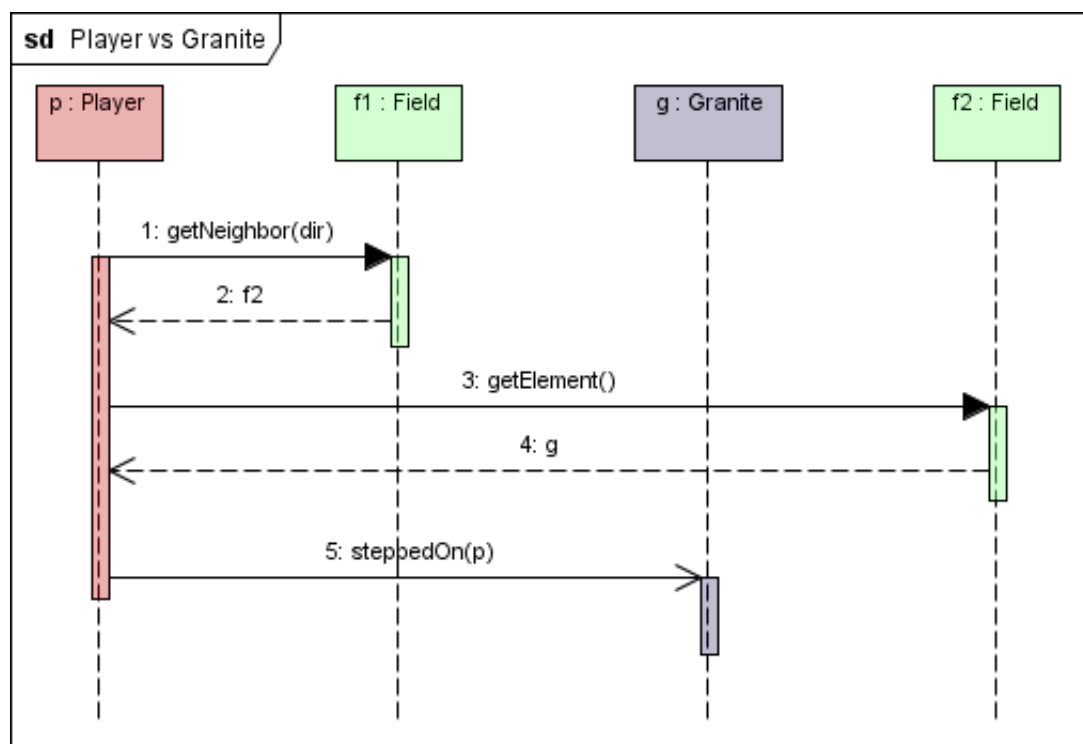 sd Player vs Granite
p : Player
f1 : Field
g : Granite
f2 : Field
1: getNeighbor(dir)
2: f2
3: getElement()
4: g
5: steppedOn(p)